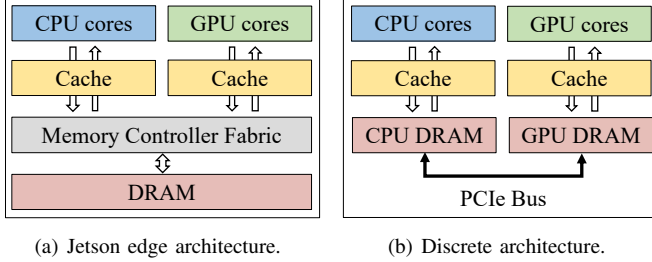 CPU cores
GPU cores
Cache
Cache
Memory Controller Fabric
DRAM
(a) Jetson edge architecture.
CPU cores
GPU cores
Cache
Cache
CPU DRAM
GPU DRAM
PCIe Bus
(b) Discrete architecture.